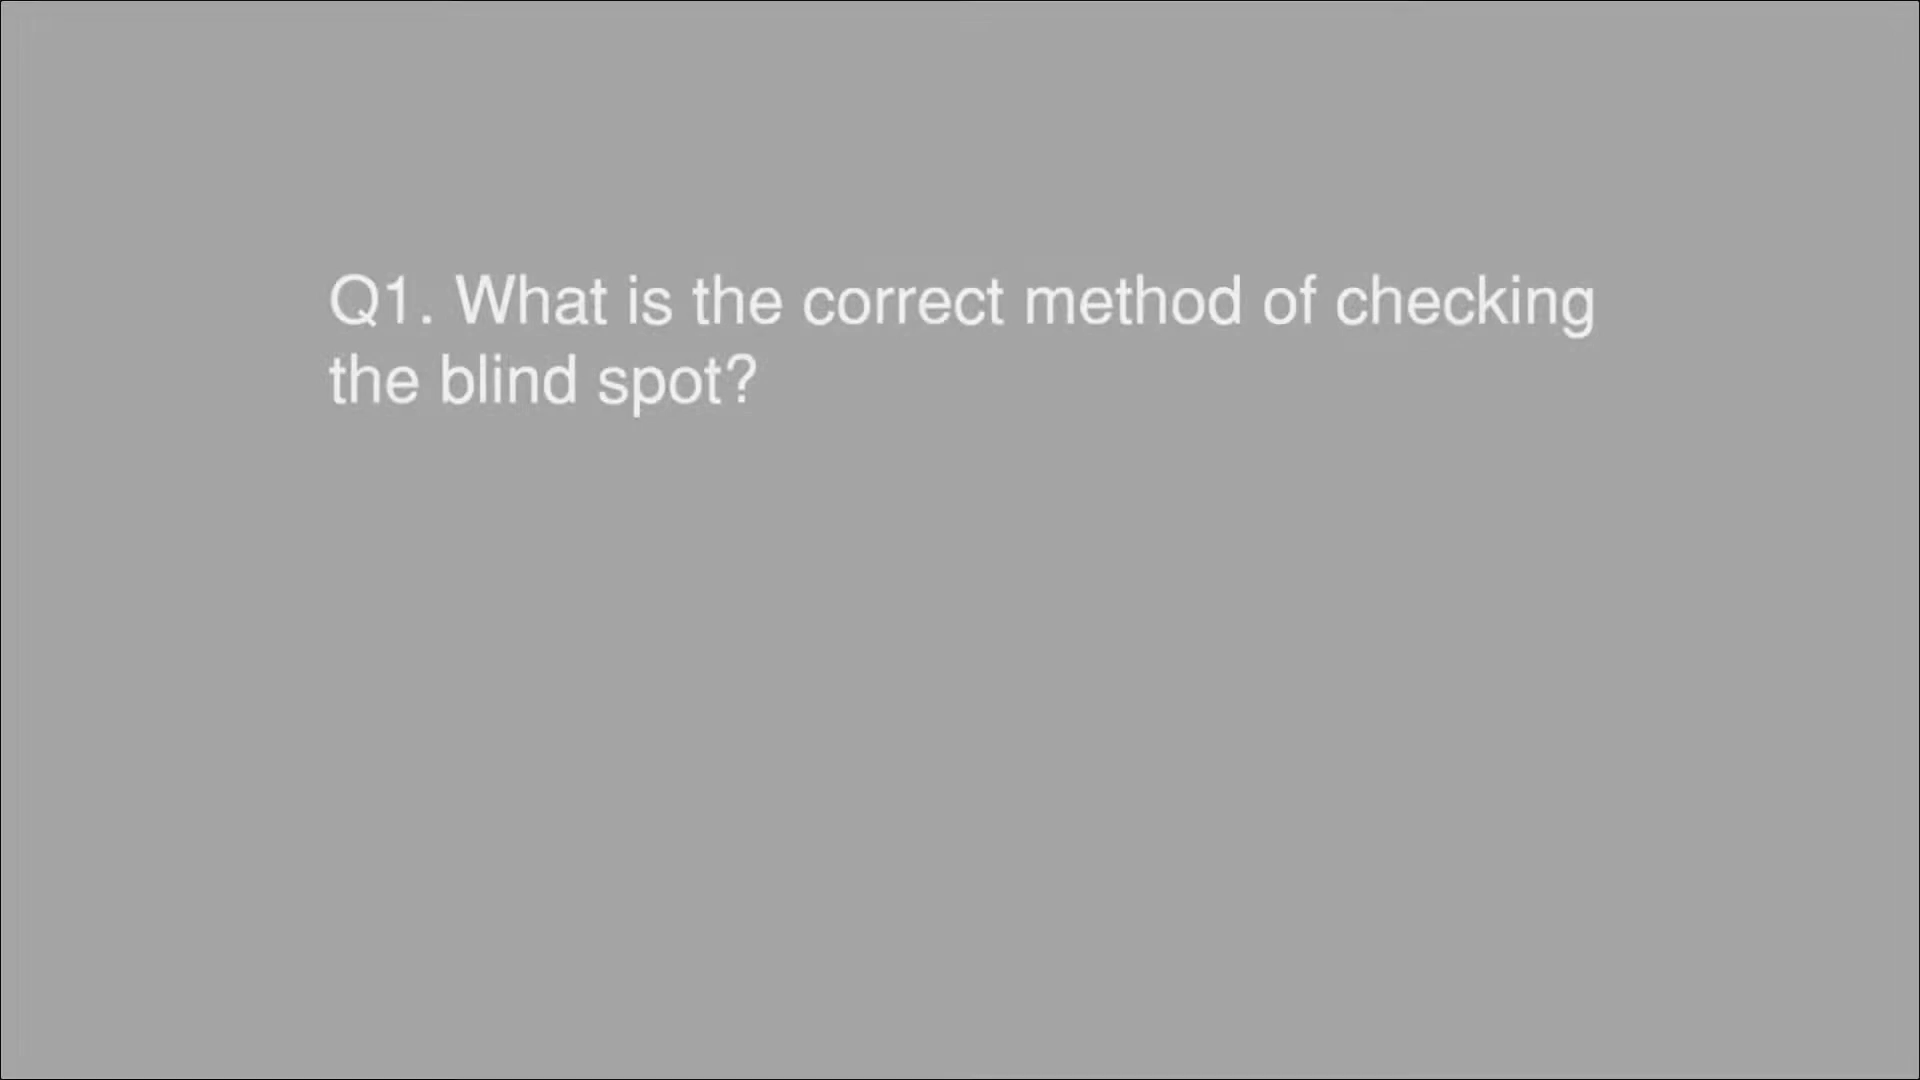 Q1. What is the correct method of checking
the blind spot?